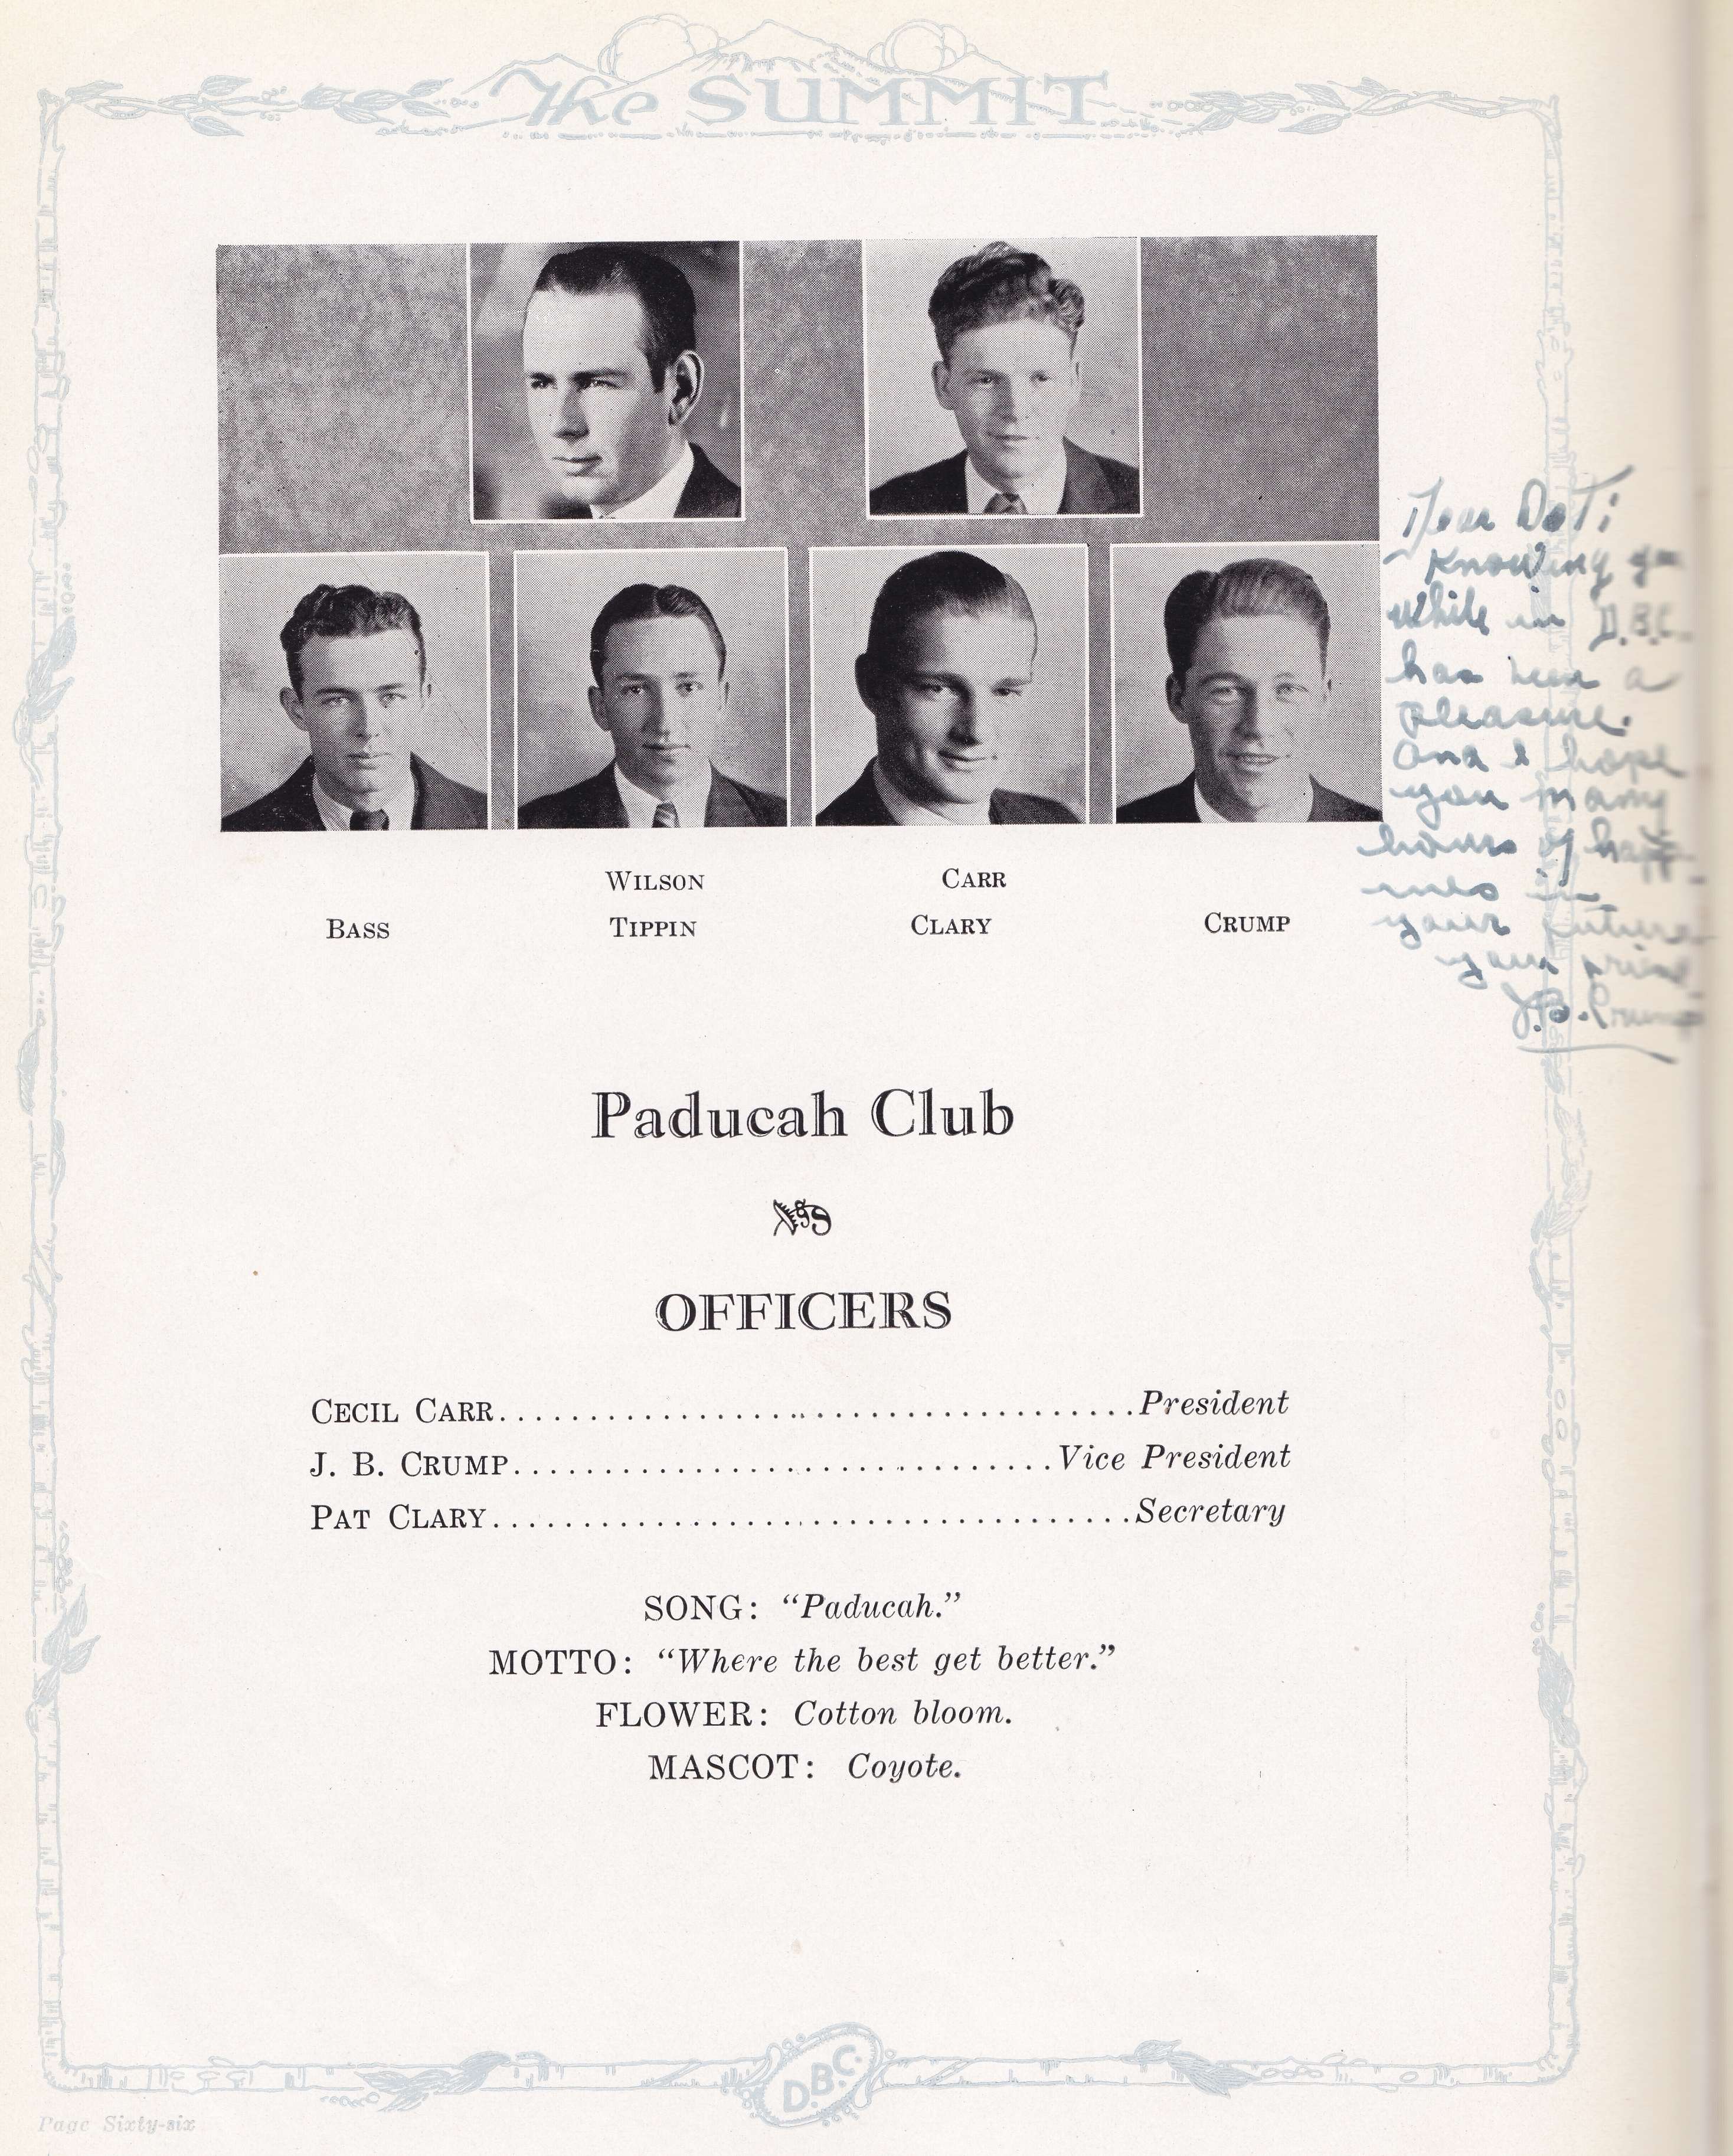 The SUMMIT
WILSON CARR
BASS TIPPIN CLARY CRUMP
Dear Dot:
Knowing
while in D.B.C.
has been a
pleasure.
and I hope
you many
hours of happ-
ness in
your future
your friend
J.B. Crump
Paducah Club
OFFICERS
CECIL CARR........................................President
J. B. CRUMP..................................Vice President
PAT CLARY........................................Secretary
SONG: “Paducah.”
MOTTO: “Where the best get better.”
FLOWER: Cotton bloom.
MASCOT: Coyote.
D.B.C.
Page Sixty-six